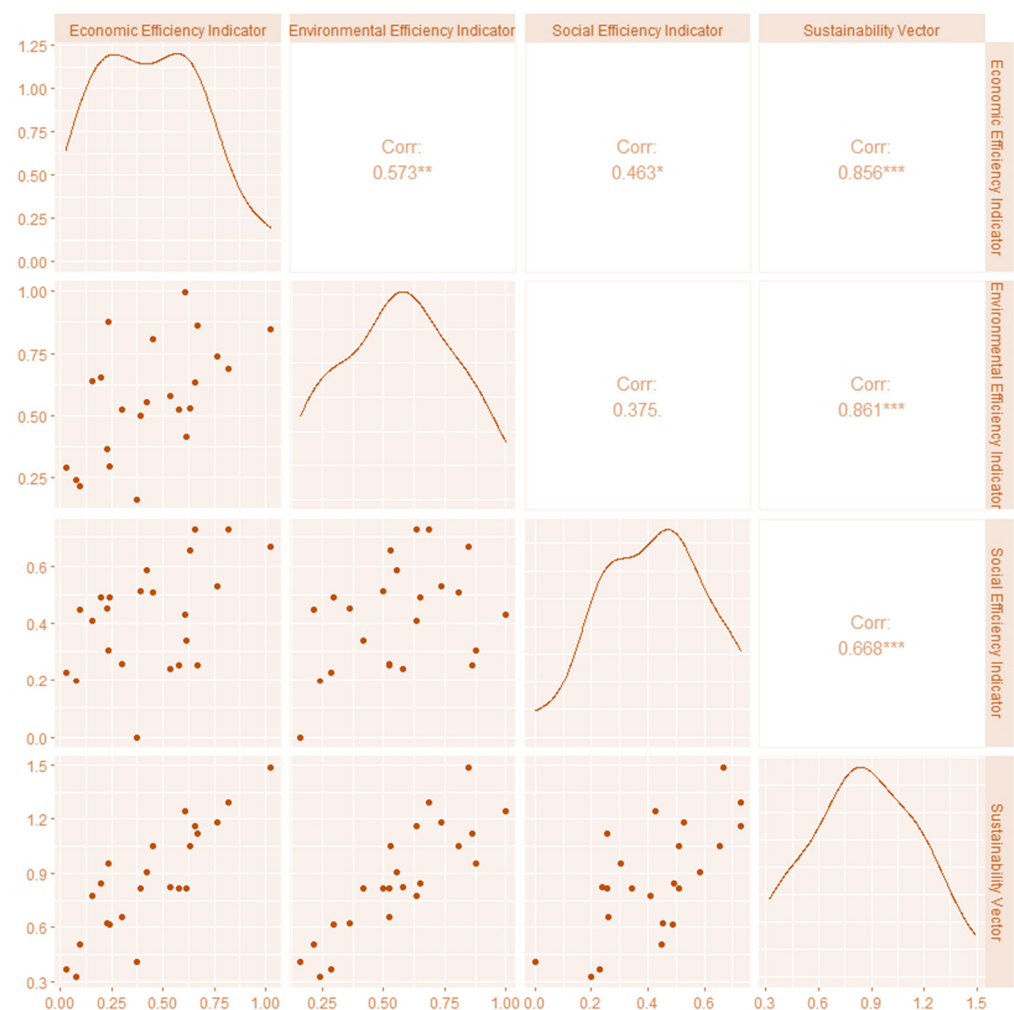 Economic Efficiency Indicator
Environmental Efficiency Indicator
Social Efficiency Indicator
Sustainability Vector
1.25
1.00
0.75
0.50
0.25
0.00
Corr:
0.573**
Corr:
0.463*
Corr:
0.856***
Economic Efficiency Indicator
1.00
0.75
0.50
0.25
Corr:
0.375.
Corr:
0.861***
Environmental Efficiency Indicator
0.6
0.4
0.2
0.0
Corr:
0.668***
Social Efficiency Indicator
1.5
1.2
0.9
0.6
0.3
Sustainability Vector
0.00 0.25 0.50 0.75 1.00
0.25 0.50 0.75 1.00
0.0 0.2 0.4 0.6
0.3 0.6 0.9 1.2 1.5